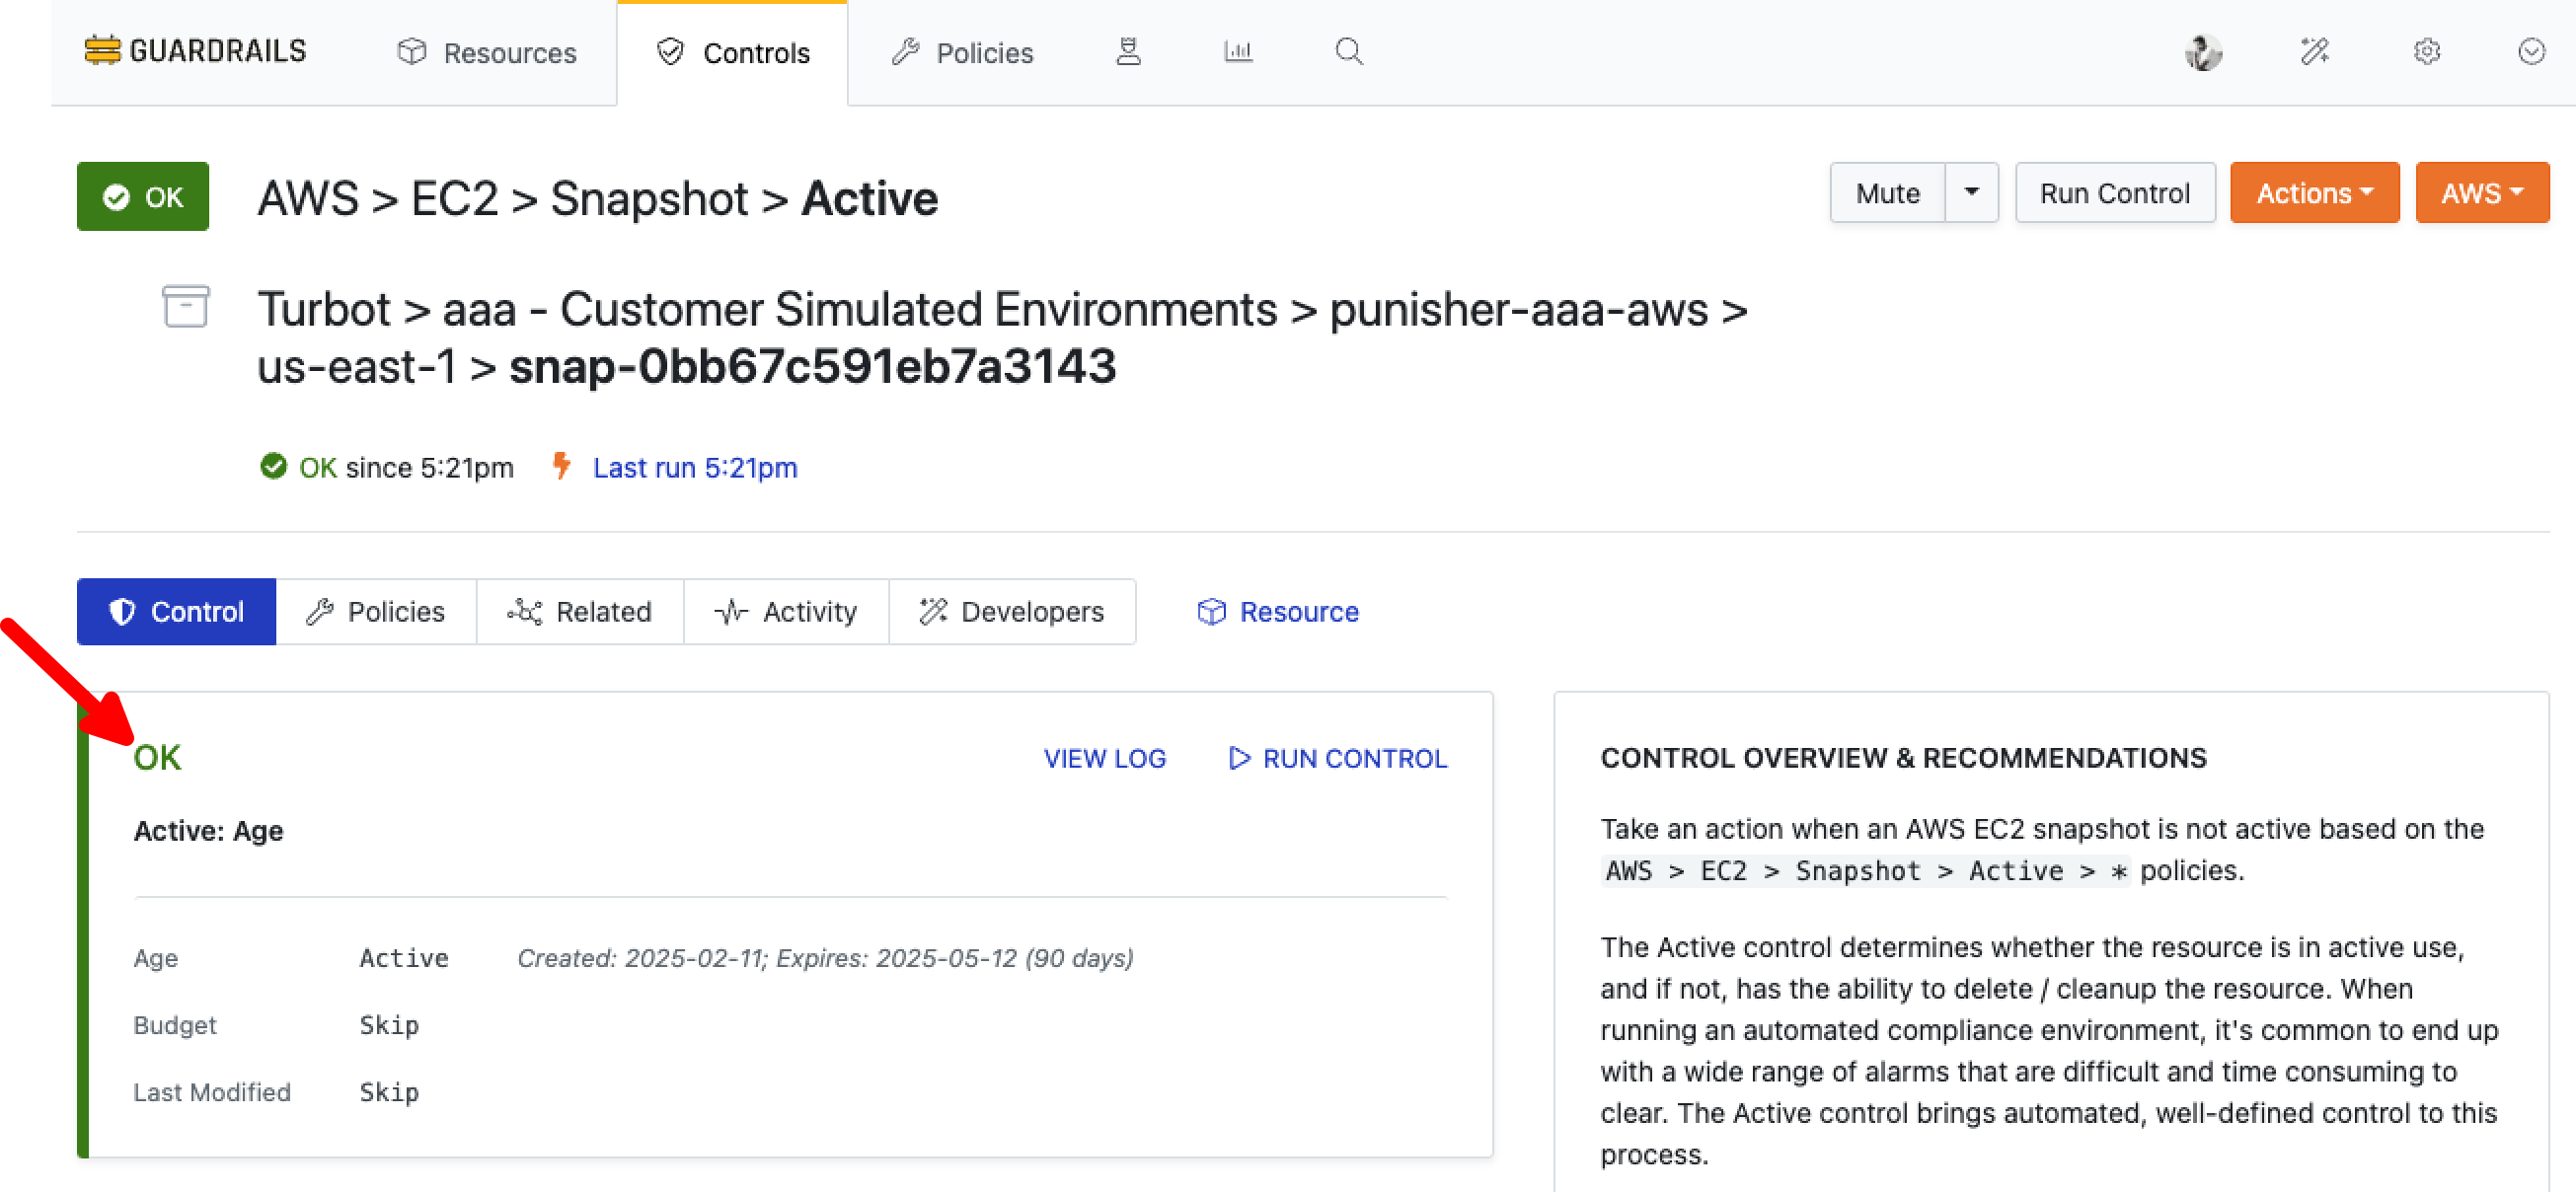 GUARDRAILS Resources Controls Policies
OK AWS > EC2 > Snapshot > Active Mute Run Control Actions AWS
Turbot > aaa - Customer Simulated Environments > punisher-aaa-aws >
us-east-1 > snap-0bb67c591eb7a3143
OK since 5:21pm Last run 5:21pm
Control Policies Related Activity Developers Resource
OK VIEW LOG RUN CONTROL
Active: Age
Age Active Created: 2025-02-11; Expires: 2025-05-12 (90 days)
Budget Skip
Last Modified Skip
CONTROL OVERVIEW & RECOMMENDATIONS
Take an action when an AWS EC2 snapshot is not active based on the
AWS > EC2 > Snapshot > Active > * policies.
The Active control determines whether the resource is in active use,
and if not, has the ability to delete / cleanup the resource. When
running an automated compliance environment, it's common to end up
with a wide range of alarms that are difficult and time consuming to
clear. The Active control brings automated, well-defined control to this
process.